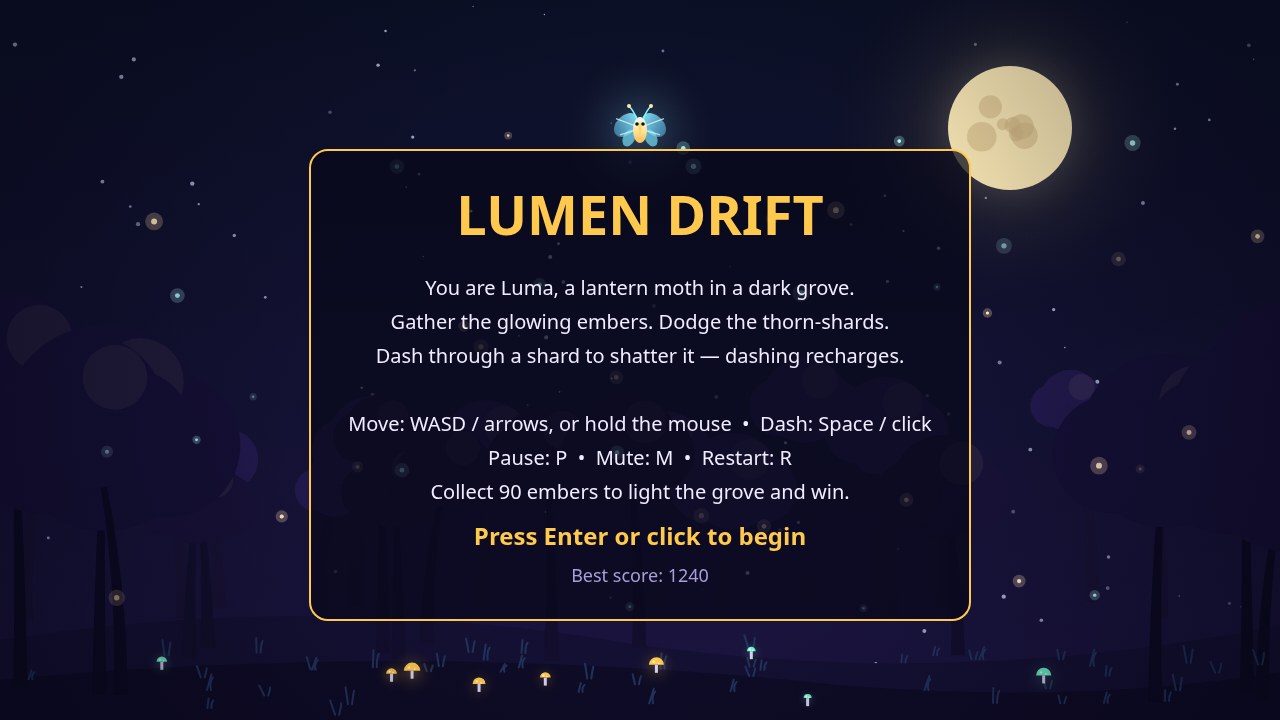 LUMEN DRIFT
You are Luma, a lantern moth in a dark grove.
Gather the glowing embers. Dodge the thorn-shards.
Dash through a shard to shatter it — dashing recharges.
Move: WASD / arrows, or hold the mouse • Dash: Space / click
Pause: P • Mute: M • Restart: R
Collect 90 embers to light the grove and win.
Press Enter or click to begin
Best score: 1240